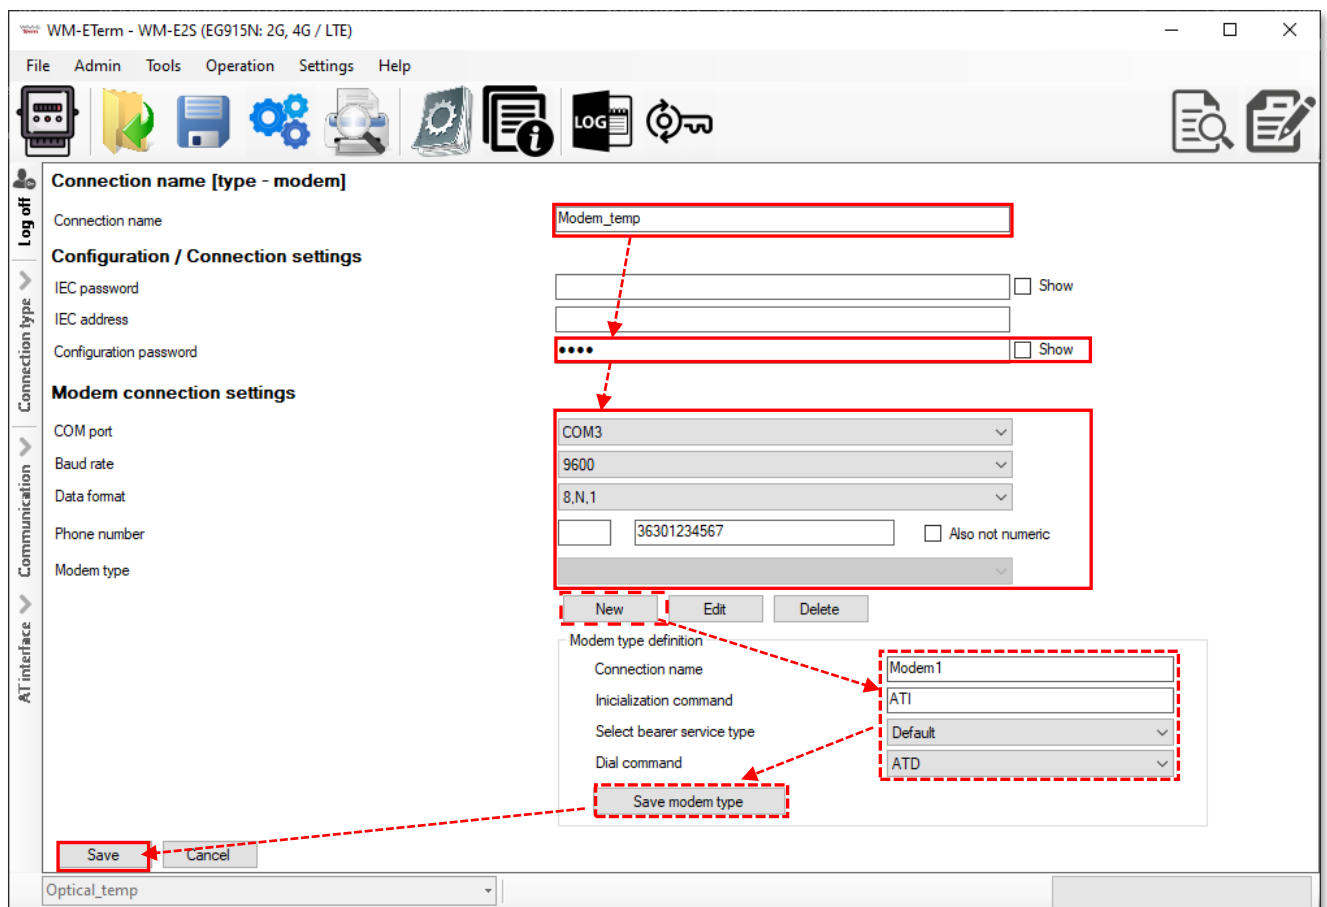 WM-ETerm - WM-E2S (EG915N: 2G, 4G / LTE)
File Admin Tools Operation Settings Help
LOG
Log off
Connection type
Communication
AT interface
Connection name [type - modem]
Connection name Modem_temp
Configuration / Connection settings
IEC password Show
IEC address
Configuration password •••• Show
Modem connection settings
COM port COM3
Baud rate 9600
Data format 8,N,1
Phone number 36301234567 Also not numeric
Modem type
New Edit Delete
Modem type definition
Connection name Modem1
Inicialization command ATI
Select bearer service type Default
Dial command ATD
Save modem type
Save Cancel
Optical_temp